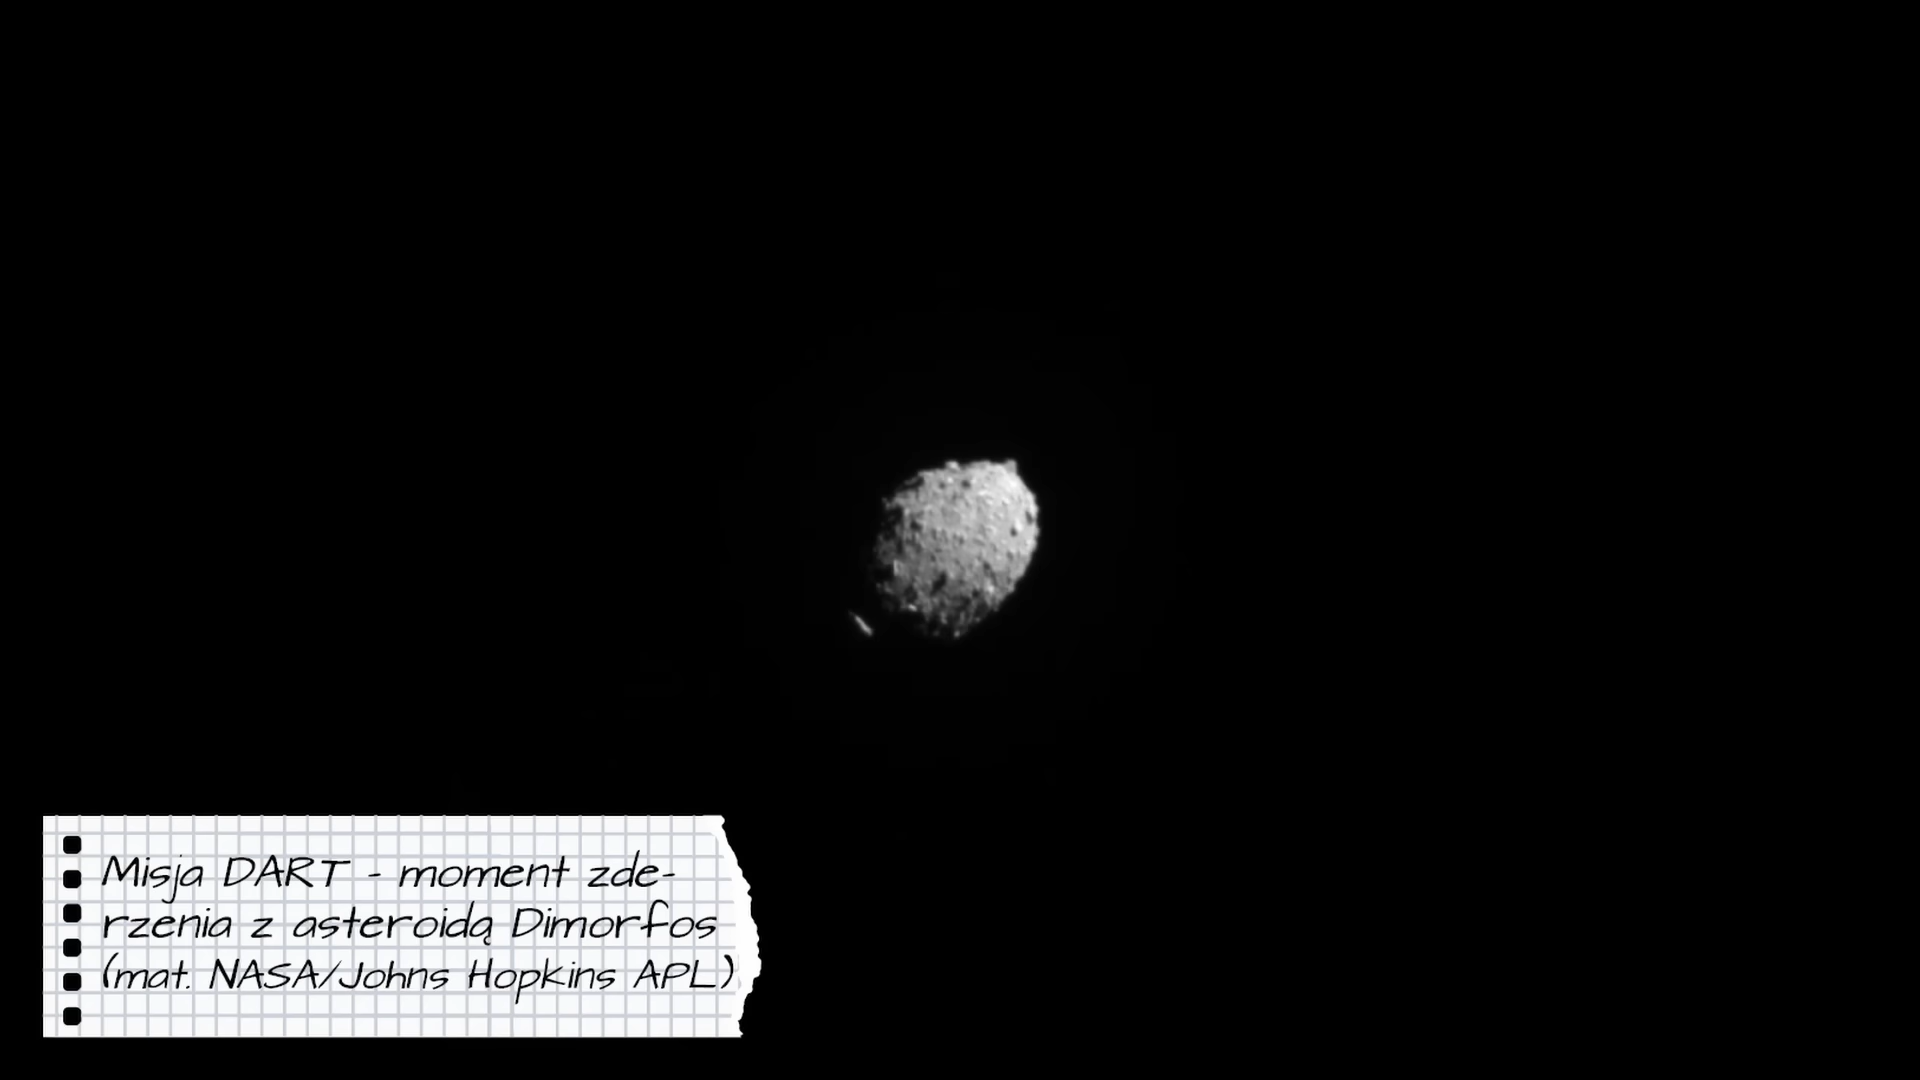 Misja DART - moment zde-
rzenia z asteroidą Dimorfos
(mat. NASA/Johns Hopkins APL)